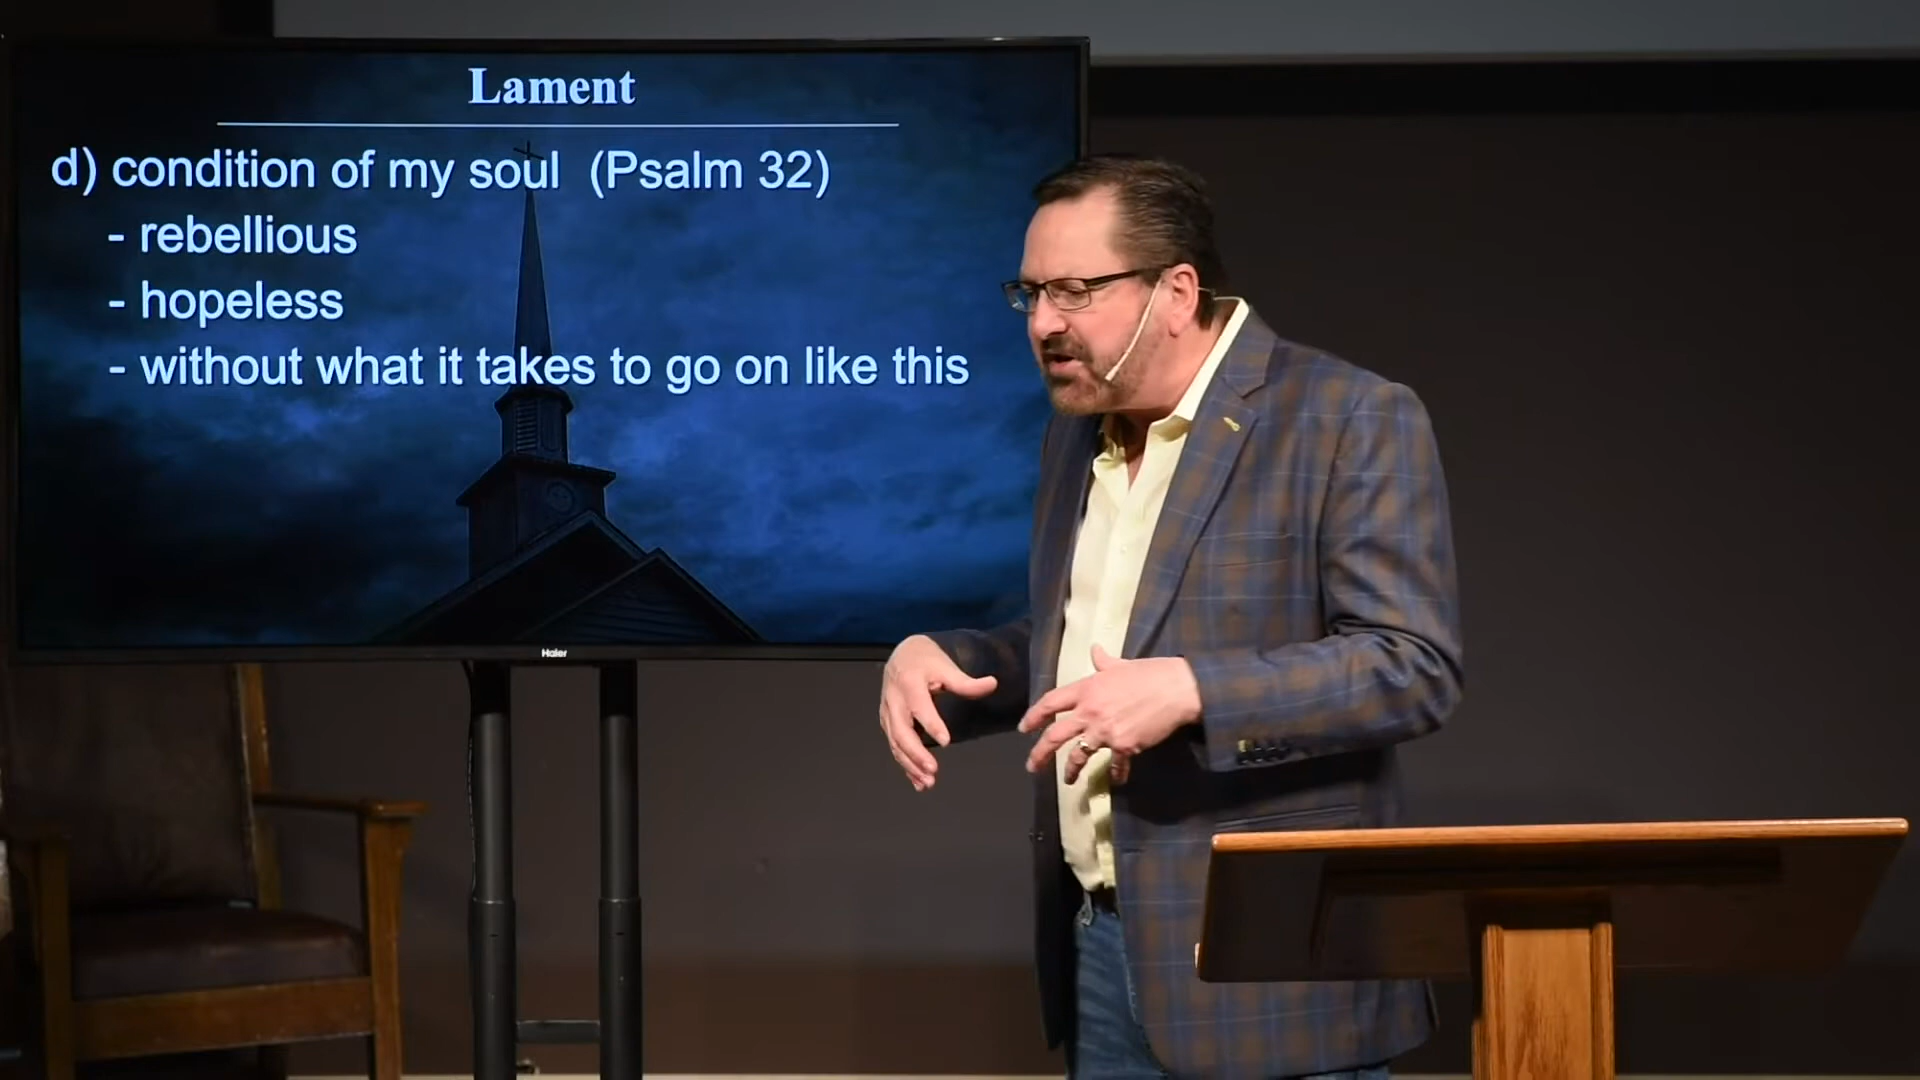 Lament
d) condition of my soul (Psalm 32)
- rebellious
- hopeless
- without what it takes to go on like this
Haier